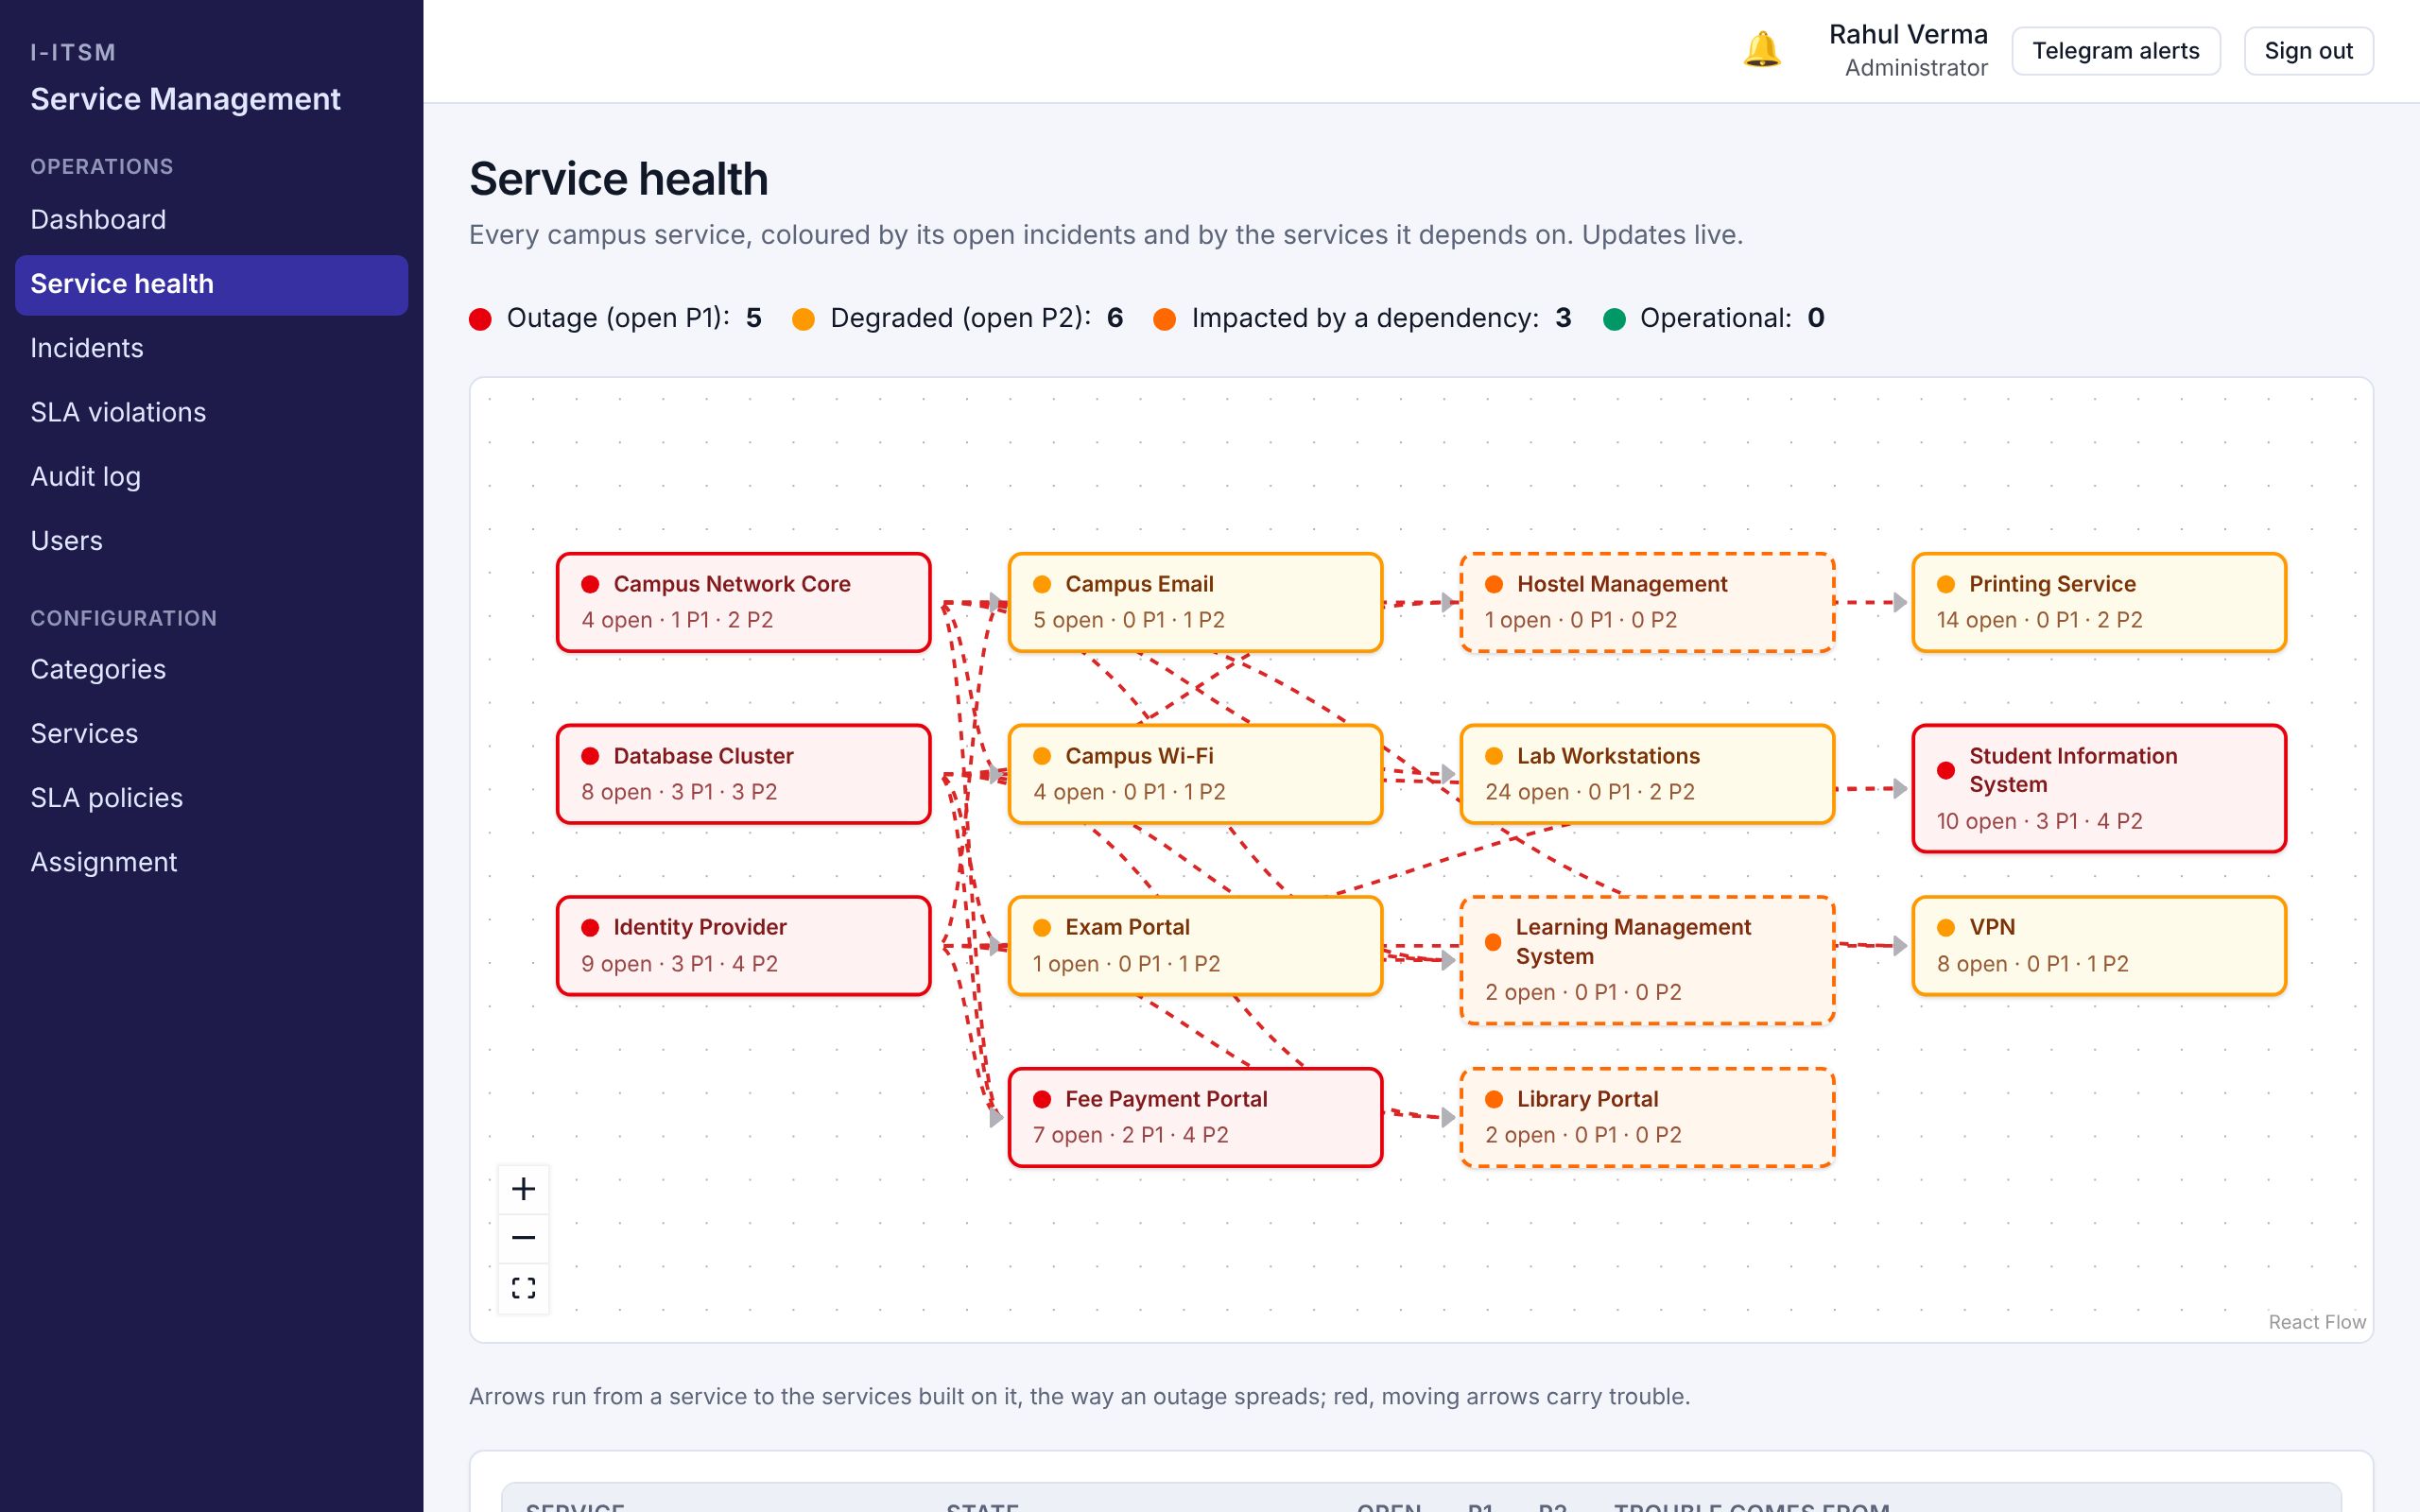 I-ITSM
Service Management
OPERATIONS
Dashboard
Service health
Incidents
SLA violations
Audit log
Users
CONFIGURATION
Categories
Services
SLA policies
Assignment
Rahul Verma
Administrator
Telegram alerts
Sign out
Service health
Every campus service, coloured by its open incidents and by the services it depends on. Updates live.
Outage (open P1): 5
Degraded (open P2): 6
Impacted by a dependency: 3
Operational: 0
Campus Network Core
4 open · 1 P1 · 2 P2
Campus Email
5 open · 0 P1 · 1 P2
Hostel Management
1 open · 0 P1 · 0 P2
Printing Service
14 open · 0 P1 · 2 P2
Database Cluster
8 open · 3 P1 · 3 P2
Campus Wi-Fi
4 open · 0 P1 · 1 P2
Lab Workstations
24 open · 0 P1 · 2 P2
Student Information
System
10 open · 3 P1 · 4 P2
Identity Provider
9 open · 3 P1 · 4 P2
Exam Portal
1 open · 0 P1 · 1 P2
Learning Management
System
2 open · 0 P1 · 0 P2
VPN
8 open · 0 P1 · 1 P2
Fee Payment Portal
7 open · 2 P1 · 4 P2
Library Portal
2 open · 0 P1 · 0 P2
React Flow
Arrows run from a service to the services built on it, the way an outage spreads; red, moving arrows carry trouble.
SERVICE STATE OPEN P1 P2 TROUBLE COMES FROM